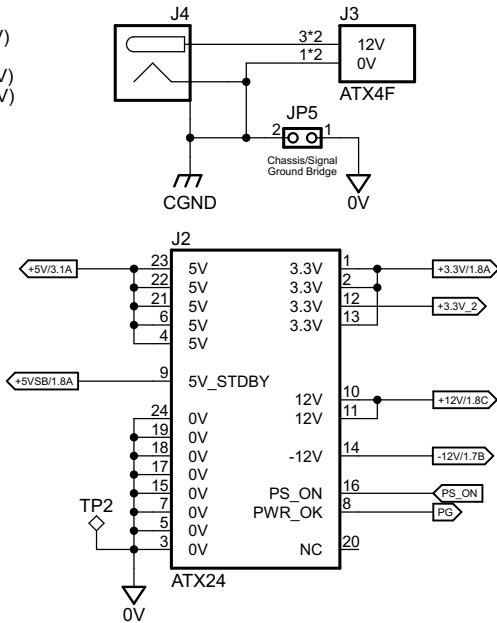 V)
V)
V)
J4
J3
3*2
12V
1*2
0V
ATX4F
JP5
2
1
Chassis/Signal
Ground Bridge
CGND
0V
J2
+5V/3.1A
23
5V
3.3V
1
+3.3V/1.8A
22
5V
3.3V
2
21
5V
3.3V
12
+3.3V_2
6
5V
3.3V
13
4
5V
+5VSB/1.8A
9
5V_STDBY
12V
10
+12V/1.8C
24
0V
12V
11
19
0V
18
0V
-12V
14
-12V/1.7B
17
0V
15
0V
PS_ON
16
PS_ON
7
0V
PWR_OK
8
PG
5
0V
TP2
3
0V
NC
20
ATX24
0V